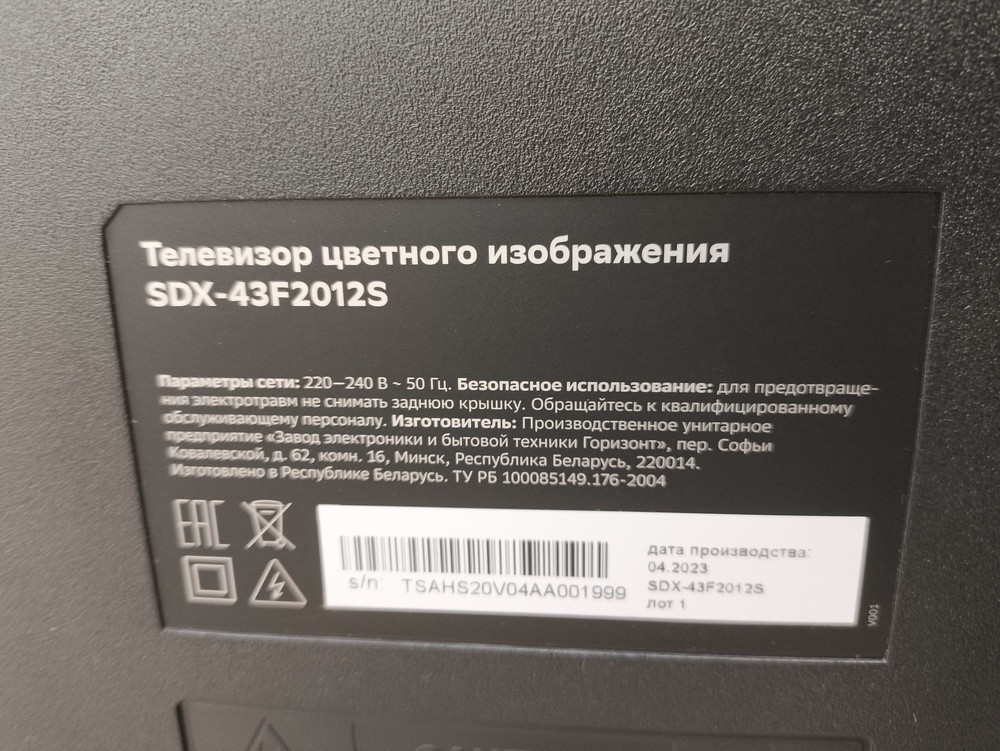 Телевизор цветного изображения
SDX-43F2012S
Параметры сети: 220–240 В ~ 50 Гц. Безопасное использование: для предотвраще-
ния электротравм не снимать заднюю крышку. Обращайтесь к квалифицированному
обслуживающему персоналу. Изготовитель: Производственное унитарное
предприятие «Завод электроники и бытовой техники Горизонт», пер. Софьи
Ковалевской, д. 62, комн. 16, Минск, Республика Беларусь, 220014.
Изготовлено в Республике Беларусь. ТУ РБ 100085149.176-2004
EAC
s/n: TSAHS20V04AA001999
дата производства:
04.2023
SDX-43F2012S
лот 1
V001